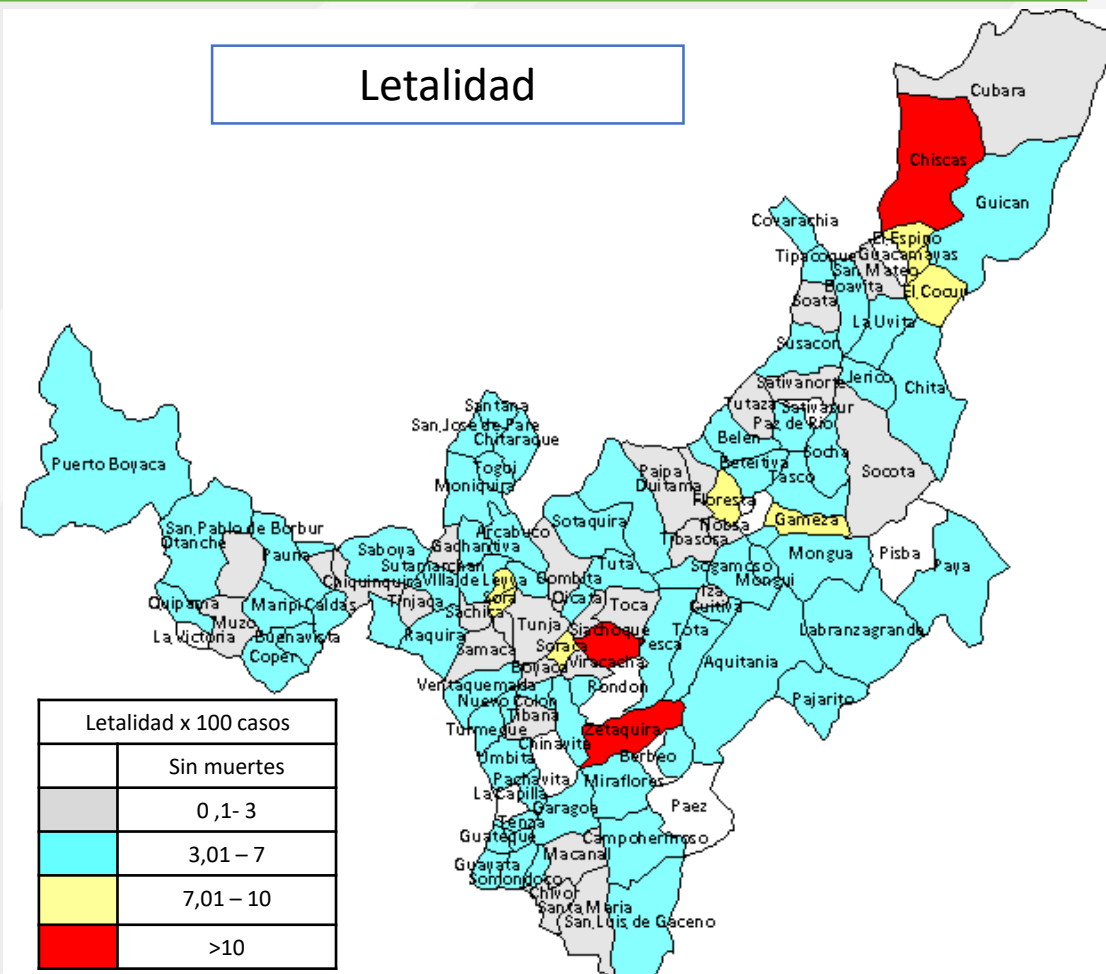 Letalidad
Cubara
Chiscas
Guican
Covarachia
El Espino
Tipacoque
Guacamayas
San Mateo
Boavita
El Cocuy
Soata
La Uvita
Susacon
Sativanorte
Jerico
Chita
Tutaza
Sativasur
Santana
Paz de Rio
San Jose de Pare
Chitaraque
Belen
Socha
Puerto Boyaca
Togui
Beteitiva
Socota
Moniquira
Paipa
Tasco
Duitama
Floresta
San Pablo de Borbur
Sotaquira
Gameza
Otanche
Arcabuco
Nobsa
Pauna
Saboya
Gachantiva
Tibasosa
Mongua
Pisba
Sutamarchan
Tuta
Sogamoso
Paya
Chiquinquira
Villa de Leyva
Combita
Mongui
Quipama
Maripi
Caldas
Tinjaca
Sora
Oicata
Toca
Iza
Sachica
Cuitiva
Muzo
Tunja
Siachoque
Tota
Labranzagrande
La Victoria
Buenavista
Raquira
Samaca
Soraca
Pesca
Coper
Boyaca
Viracacha
Aquitania
Ventaquemada
Rondon
Nuevo Colon
Pajarito
Tibana
Turmeque
Zetaquira
Chinavita
Umbita
Berbeo
Pachavita
Miraflores
La Capilla
Garagoa
Paez
Tenza
Guateque
Campohermoso
Macanal
Guayata
Somondoco
Chivor
Santa Maria
San Luis de Gaceno
Letalidad x 100 casos
Sin muertes
0 ,1- 3
3,01 – 7
7,01 – 10
>10